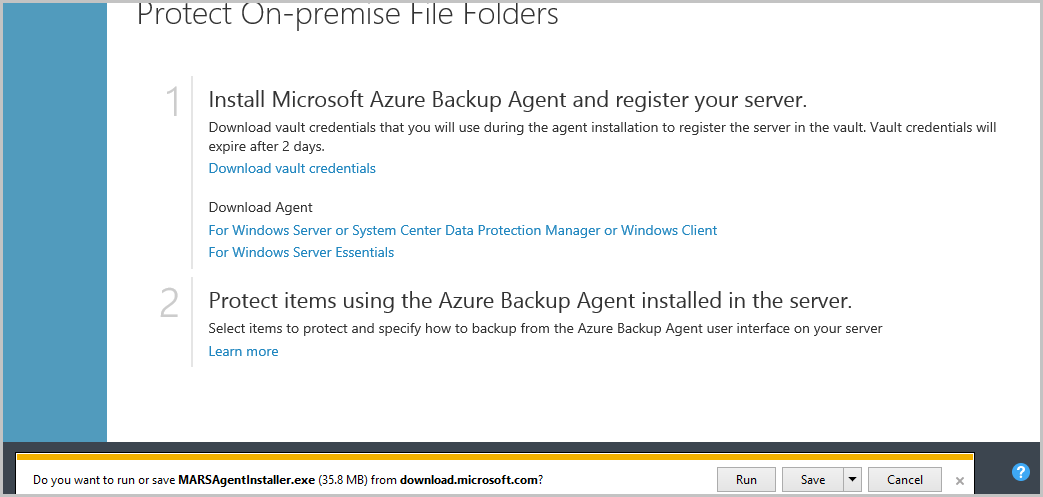 Protect On-premise File Folders
1
Install Microsoft Azure Backup Agent and register your server.
Download vault credentials that you will use during the agent installation to register the server in the vault. Vault credentials will
expire after 2 days.
Download vault credentials
Download Agent
For Windows Server or System Center Data Protection Manager or Windows Client
For Windows Server Essentials
2
Protect items using the Azure Backup Agent installed in the server.
Select items to protect and specify how to backup from the Azure Backup Agent user interface on your server
Learn more
Do you want to run or save MARSAgentInstaller.exe (35.8 MB) from download.microsoft.com?
Run
Save
Cancel
×
?